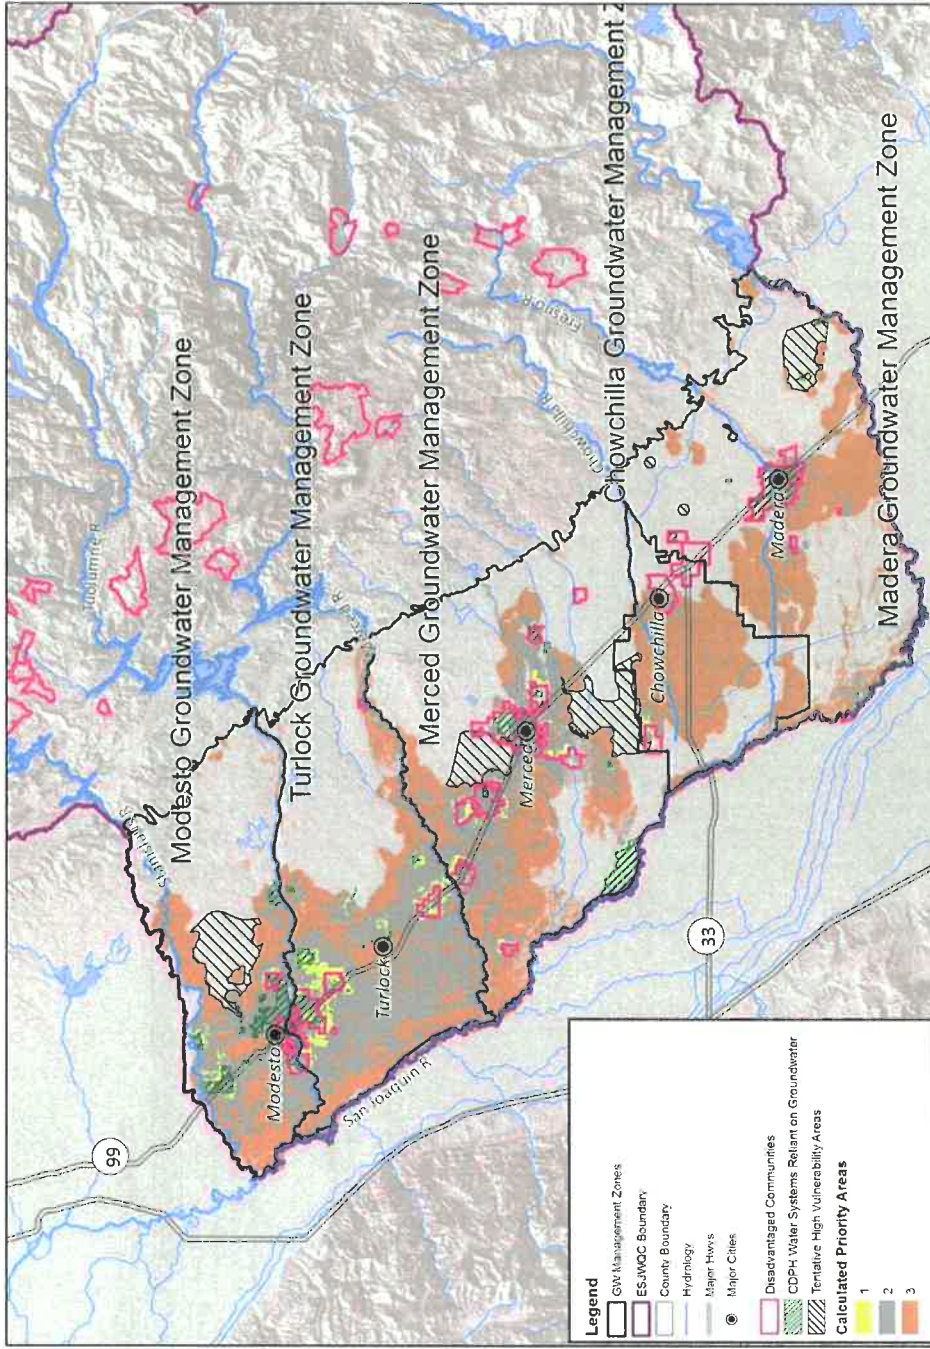 Modesto Groundwater Management Zone
Turlock Groundwater Management Zone
Merced Groundwater Management Zone
Chowchilla Groundwater Management Z
Madera Groundwater Management Zone
Tuolumne R
Stanislaus R
Merced R
Chowchilla R
Fresno R
San Joaquin R
99
33
Modesto
Turlock
Merced
Chowchilla
Madera
Legend
GW Management Zones
ESJWQC Boundary
County Boundary
Hydrology
Major Hwys
Major Cities
Disadvantaged Communities
CDPH Water Systems Reliant on Groundwater
Tentative High Vulnerability Areas
Calculated Priority Areas
1
2
3